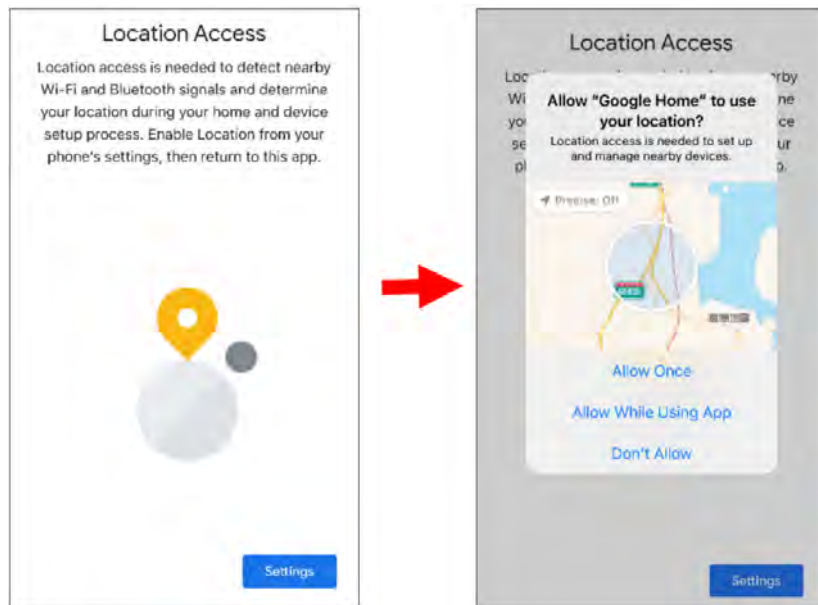 Location Access
Location access is needed to detect nearby
Wi-Fi and Bluetooth signals and determine
your location during your home and device
setup process. Enable Location from your
phone's settings, then return to this app.
Settings
Location Access
Allow "Google Home" to use
your location?
Location access is needed to set up
and manage nearby devices.
Precise: Off
Allow Once
Allow While Using App
Don't Allow
Settings